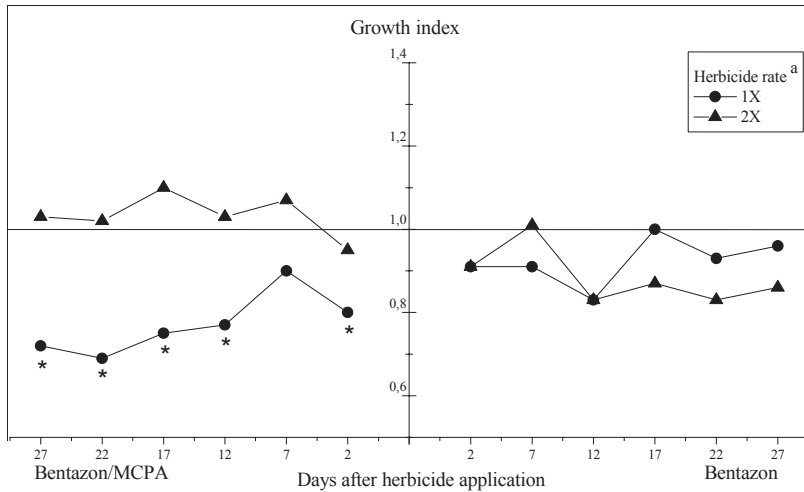 Growth index
1,4
1,2
1,0
0,8
0,6
Herbicide rate a
1X
2X
* * * * *
27 22 17 12 7 2 2 7 12 17 22 27
Bentazon/MCPA Days after herbicide application Bentazon